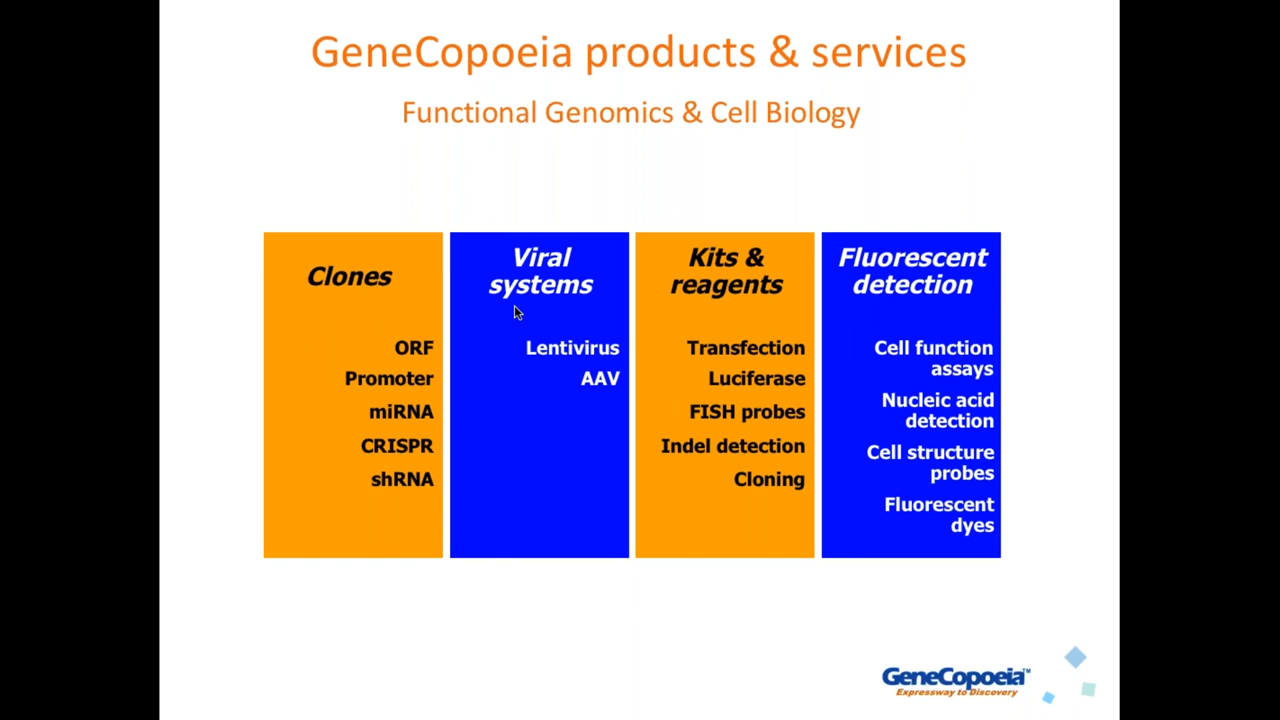 GeneCopoeia products & services
Functional Genomics & Cell Biology
Clones
ORF
Promoter
miRNA
CRISPR
shRNA
Viral
systems
Lentivirus
AAV
Kits &
reagents
Transfection
Luciferase
FISH probes
Indel detection
Cloning
Fluorescent
detection
Cell function
assays
Nucleic acid
detection
Cell structure
probes
Fluorescent
dyes
GeneCopoeia™
Expressway to Discovery